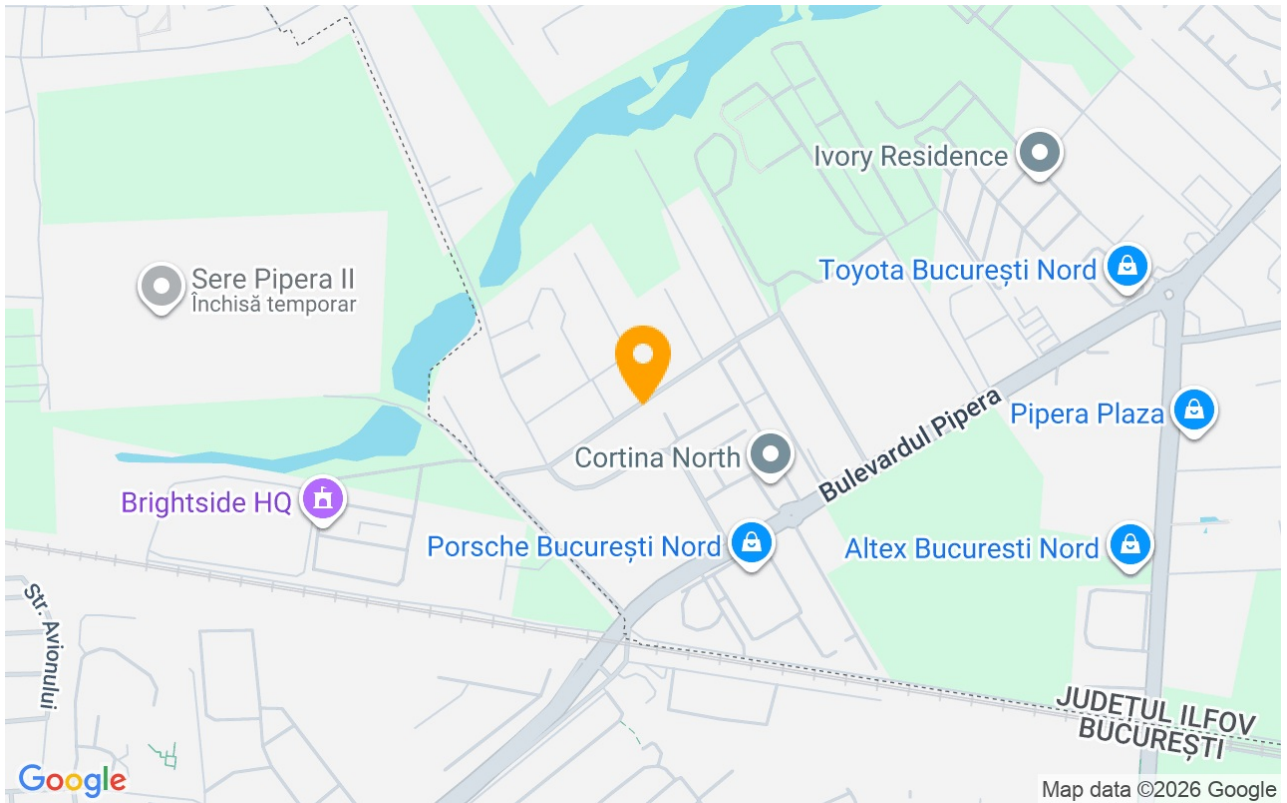 Ivory Residence
Toyota București Nord
Sere Pipera II
Închisă temporar
Bulevardul Pipera
Pipera Plaza
Cortina North
Brightside HQ
Porsche București Nord
Altex Bucuresti Nord
Str. Avionului
JUDEȚUL ILFOV
BUCUREȘTI
Google
Map data ©2026 Google